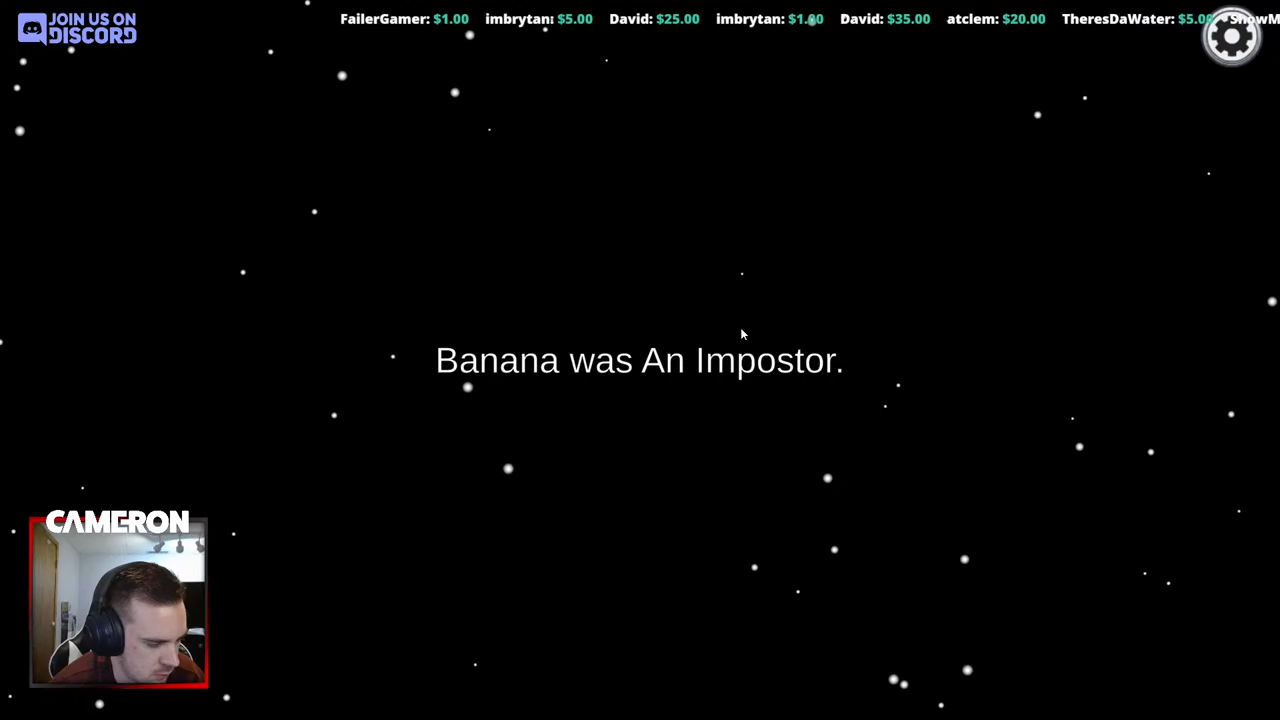 JOIN US ON
DISCORD
FailerGamer: $1.00 imbrytan: $5.00 David: $25.00 imbrytan: $1.00 David: $35.00 atclem: $20.00 TheresDaWater: $5.00 ShowM
Banana was An Impostor.
CAMERON